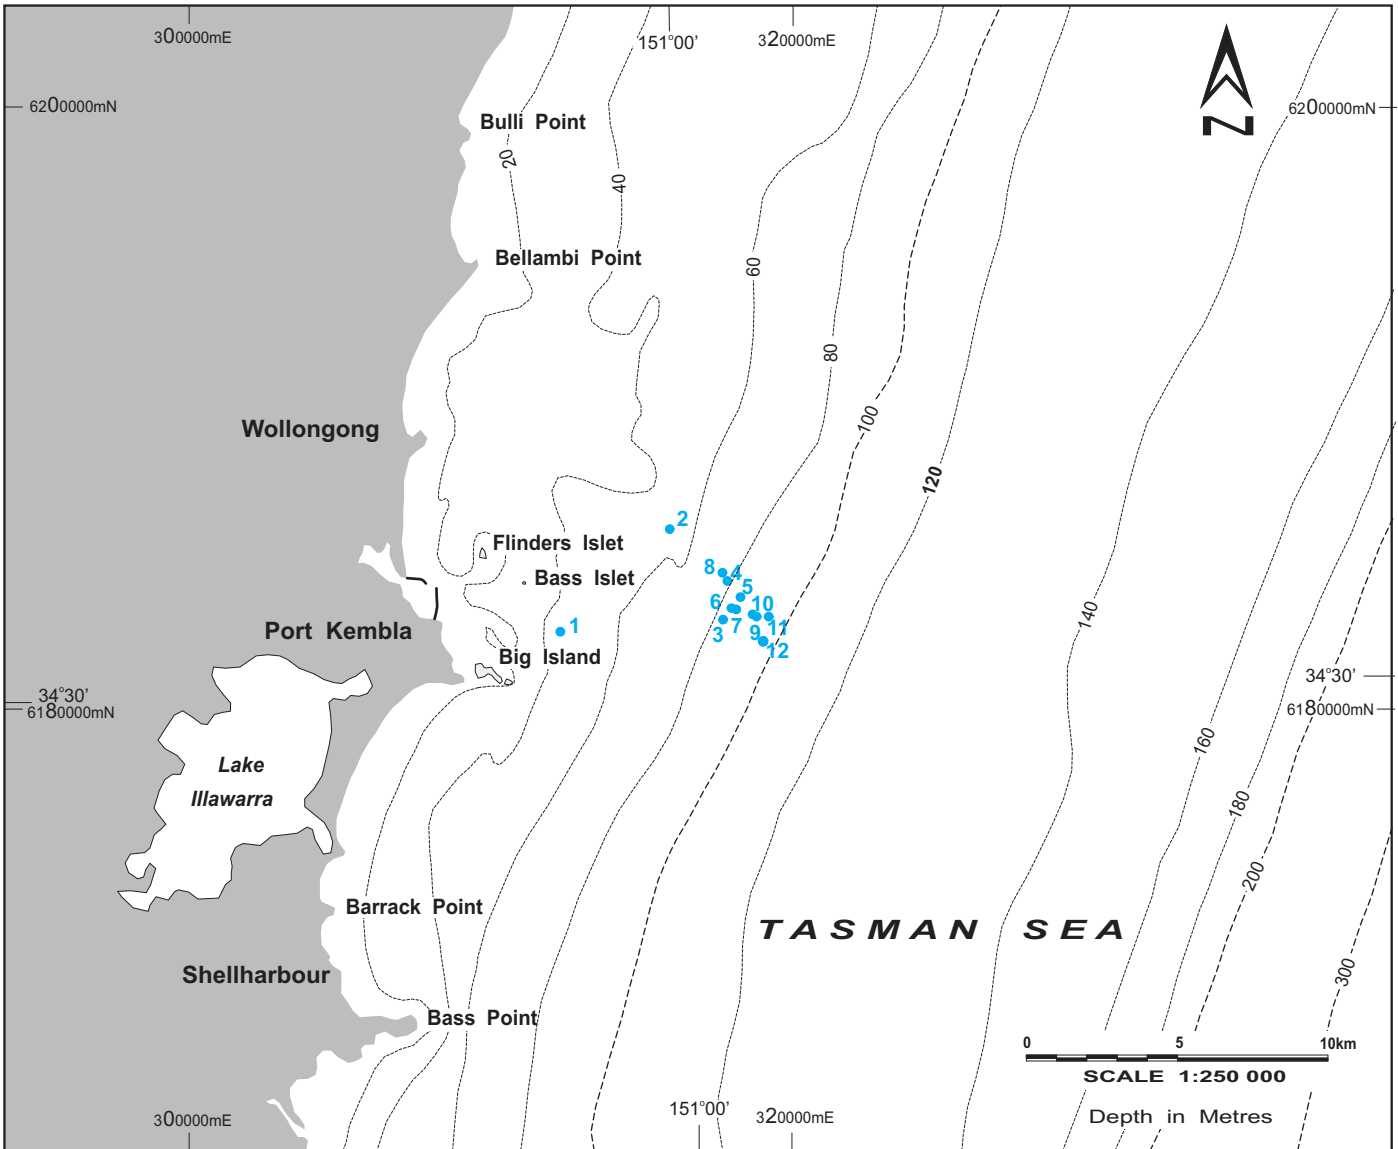 300000mE
151°00'
320000mE
6200000mN
6200000mN
N
Bulli Point
20
40
Bellambi Point
60
80
100
Wollongong
120
2
Flinders Islet
8
4
Bass Islet
5
6
10
140
1
3
7
9
11
Port Kembla
12
Big Island
34°30'
34°30'
6180000mN
6180000mN
160
Lake
Illawarra
180
200
Barrack Point
TASMAN SEA
Shellharbour
300
Bass Point
0
5
10km
SCALE 1:250 000
Depth in Metres
300000mE
151°00'
320000mE